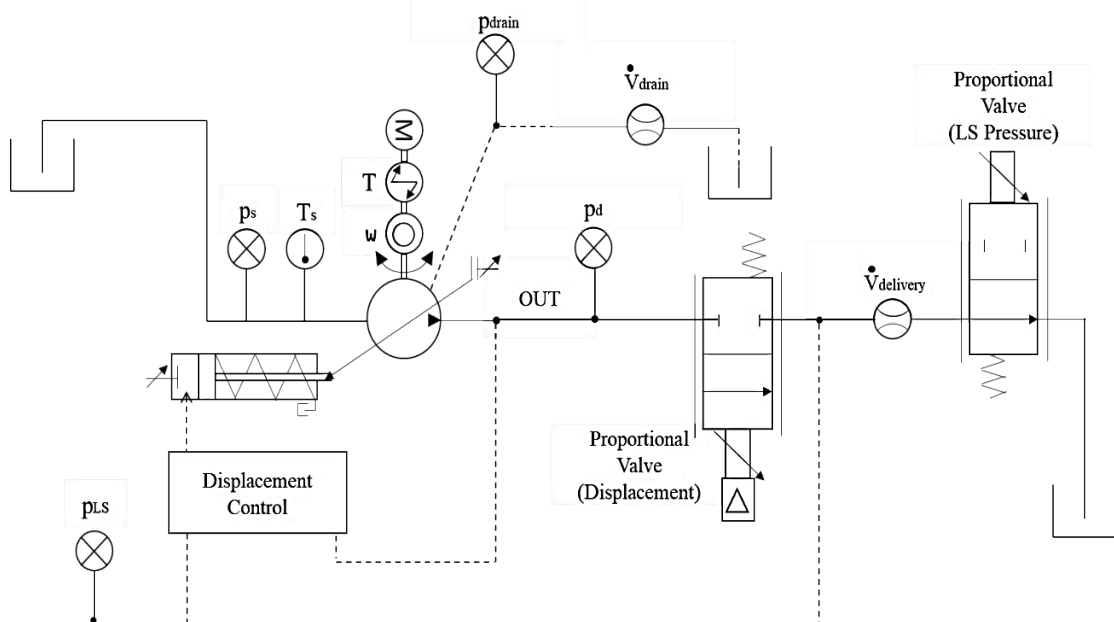 pdrain
V̇drain
Proportional
Valve
(LS Pressure)
M
T
ps
Ts
w
pd
OUT
V̇delivery
Proportional
Valve
(Displacement)
Displacement
Control
pLS